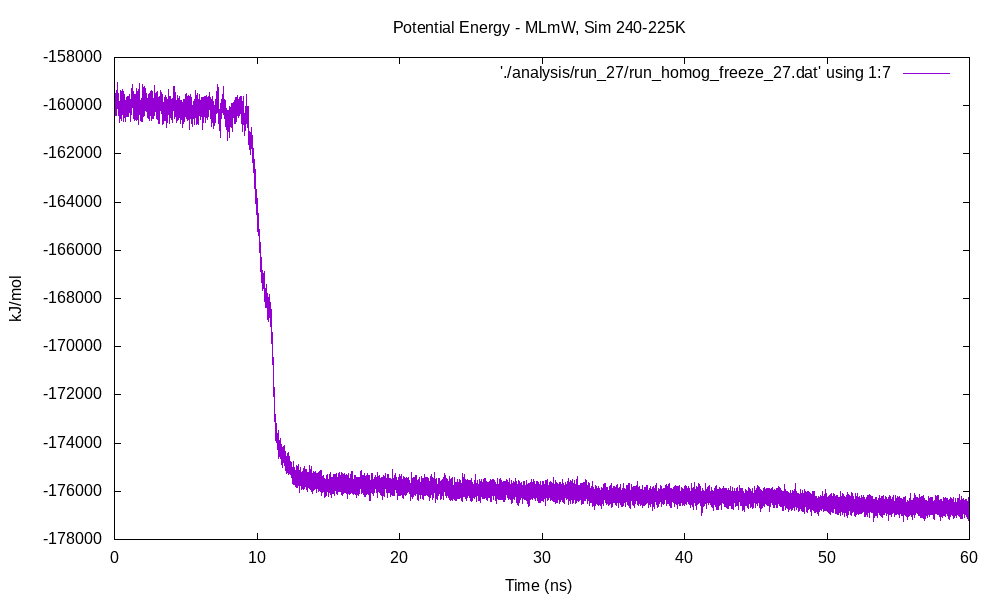 Potential Energy - MLmW, Sim 240-225K
'./analysis/run_27/run_homog_freeze_27.dat' using 1:7
-158000
-160000
-162000
-164000
-166000
-168000
-170000
-172000
-174000
-176000
-178000
kJ/mol
0 10 20 30 40 50 60
Time (ns)